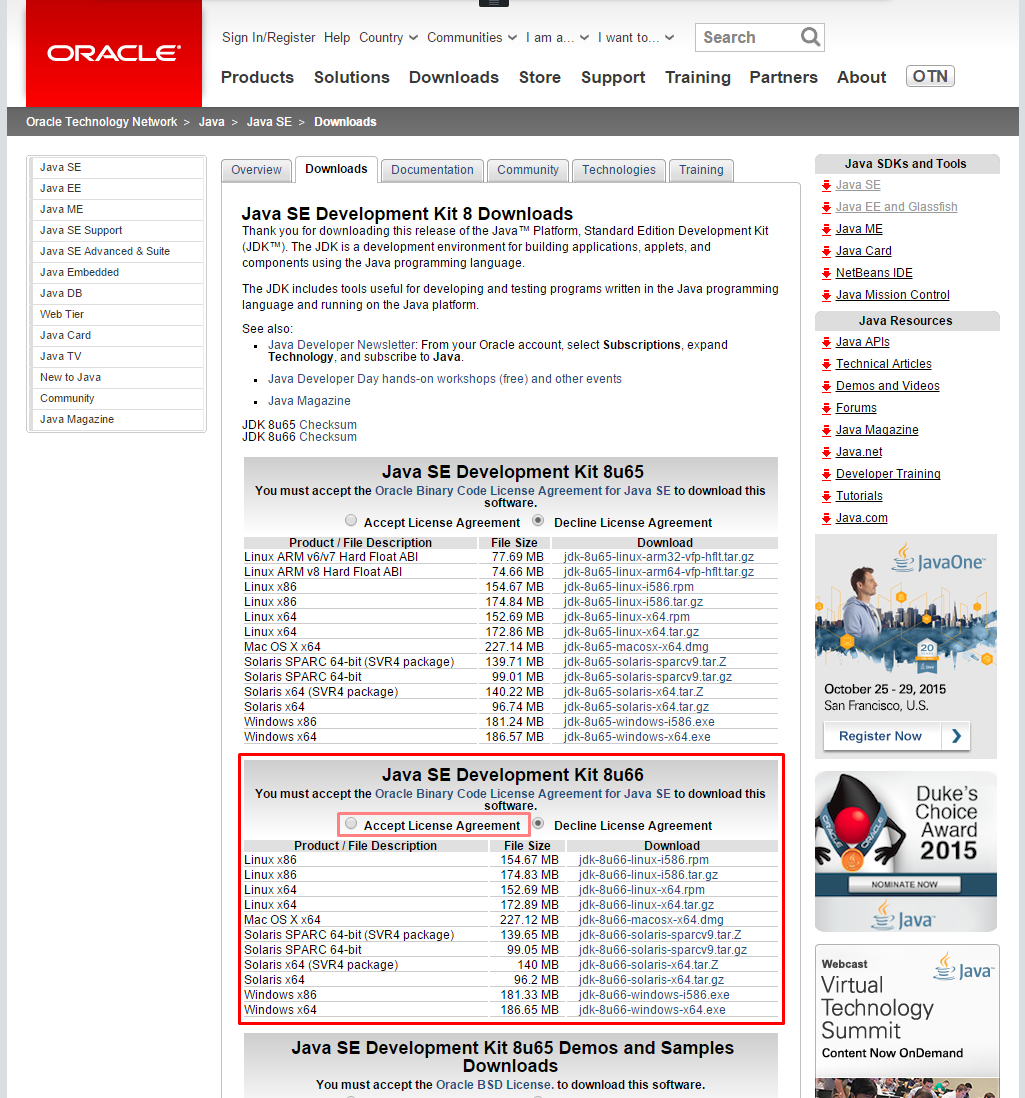 ORACLE
Sign In/Register Help Country Communities I am a... I want to... Search
Products Solutions Downloads Store Support Training Partners About OTN
Oracle Technology Network > Java > Java SE > Downloads
Java SE
Java EE
Java ME
Java SE Support
Java SE Advanced & Suite
Java Embedded
Java DB
Web Tier
Java Card
Java TV
New to Java
Community
Java Magazine
Overview Downloads Documentation Community Technologies Training
Java SE Development Kit 8 Downloads
Thank you for downloading this release of the Java™ Platform, Standard Edition Development Kit
(JDK™). The JDK is a development environment for building applications, applets, and
components using the Java programming language.
The JDK includes tools useful for developing and testing programs written in the Java programming
language and running on the Java platform.
See also:
Java Developer Newsletter: From your Oracle account, select Subscriptions, expand
Technology, and subscribe to Java.
Java Developer Day hands-on workshops (free) and other events
Java Magazine
JDK 8u65 Checksum
JDK 8u66 Checksum
Java SE Development Kit 8u65
You must accept the Oracle Binary Code License Agreement for Java SE to download this
software.
Accept License Agreement Decline License Agreement
Product / File Description File Size Download
Linux ARM v6/v7 Hard Float ABI 77.69 MB jdk-8u65-linux-arm32-vfp-hflt.tar.gz
Linux ARM v8 Hard Float ABI 74.66 MB jdk-8u65-linux-arm64-vfp-hflt.tar.gz
Linux x86 154.67 MB jdk-8u65-linux-i586.rpm
Linux x86 174.84 MB jdk-8u65-linux-i586.tar.gz
Linux x64 152.69 MB jdk-8u65-linux-x64.rpm
Linux x64 172.86 MB jdk-8u65-linux-x64.tar.gz
Mac OS X x64 227.14 MB jdk-8u65-macosx-x64.dmg
Solaris SPARC 64-bit (SVR4 package) 139.71 MB jdk-8u65-solaris-sparcv9.tar.Z
Solaris SPARC 64-bit 99.01 MB jdk-8u65-solaris-sparcv9.tar.gz
Solaris x64 (SVR4 package) 140.22 MB jdk-8u65-solaris-x64.tar.Z
Solaris x64 96.74 MB jdk-8u65-solaris-x64.tar.gz
Windows x86 181.24 MB jdk-8u65-windows-i586.exe
Windows x64 186.57 MB jdk-8u65-windows-x64.exe
Java SE Development Kit 8u66
You must accept the Oracle Binary Code License Agreement for Java SE to download this
software.
Accept License Agreement Decline License Agreement
Product / File Description File Size Download
Linux x86 154.67 MB jdk-8u66-linux-i586.rpm
Linux x86 174.83 MB jdk-8u66-linux-i586.tar.gz
Linux x64 152.69 MB jdk-8u66-linux-x64.rpm
Linux x64 172.89 MB jdk-8u66-linux-x64.tar.gz
Mac OS X x64 227.12 MB jdk-8u66-macosx-x64.dmg
Solaris SPARC 64-bit (SVR4 package) 139.65 MB jdk-8u66-solaris-sparcv9.tar.Z
Solaris SPARC 64-bit 99.05 MB jdk-8u66-solaris-sparcv9.tar.gz
Solaris x64 (SVR4 package) 140 MB jdk-8u66-solaris-x64.tar.Z
Solaris x64 96.2 MB jdk-8u66-solaris-x64.tar.gz
Windows x86 181.33 MB jdk-8u66-windows-i586.exe
Windows x64 186.65 MB jdk-8u66-windows-x64.exe
Java SE Development Kit 8u65 Demos and Samples
Downloads
You must accept the Oracle BSD License. to download this software.
Java SDKs and Tools
Java SE
Java EE and Glassfish
Java ME
Java Card
NetBeans IDE
Java Mission Control
Java Resources
Java APIs
Technical Articles
Demos and Videos
Forums
Java Magazine
Java.net
Developer Training
Tutorials
Java.com
JavaOne™
20
October 25 - 29, 2015
San Francisco, U.S.
Register Now
Duke's
Choice
Award
2015
NOMINATE NOW
Java™
Webcast
Java™
Virtual
Technology
Summit
Content Now OnDemand